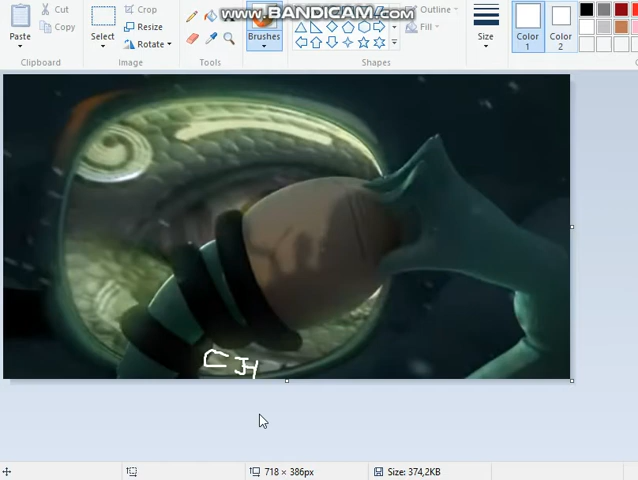 WWW.BANDICAM.COM
Cut
Copy
Paste
Clipboard
Select
Crop
Resize
Rotate
Image
Tools
Brushes
Shapes
Outline
Fill
Size
Color 1
Color 2
718 × 386px
Size: 374,2KB